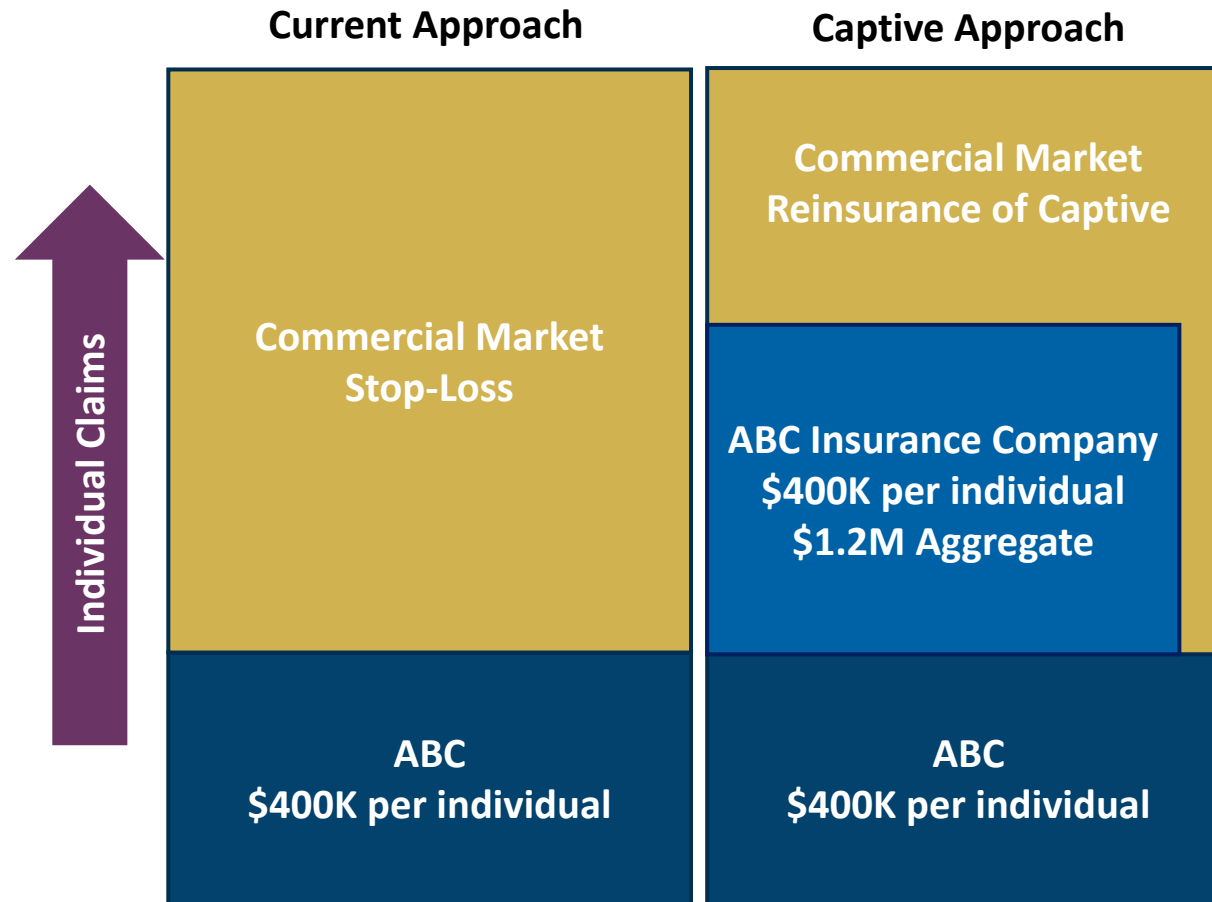 Current Approach
Captive Approach
Individual Claims
Commercial Market
Stop-Loss
ABC
$400K per individual
Commercial Market
Reinsurance of Captive
ABC Insurance Company
$400K per individual
$1.2M Aggregate
ABC
$400K per individual